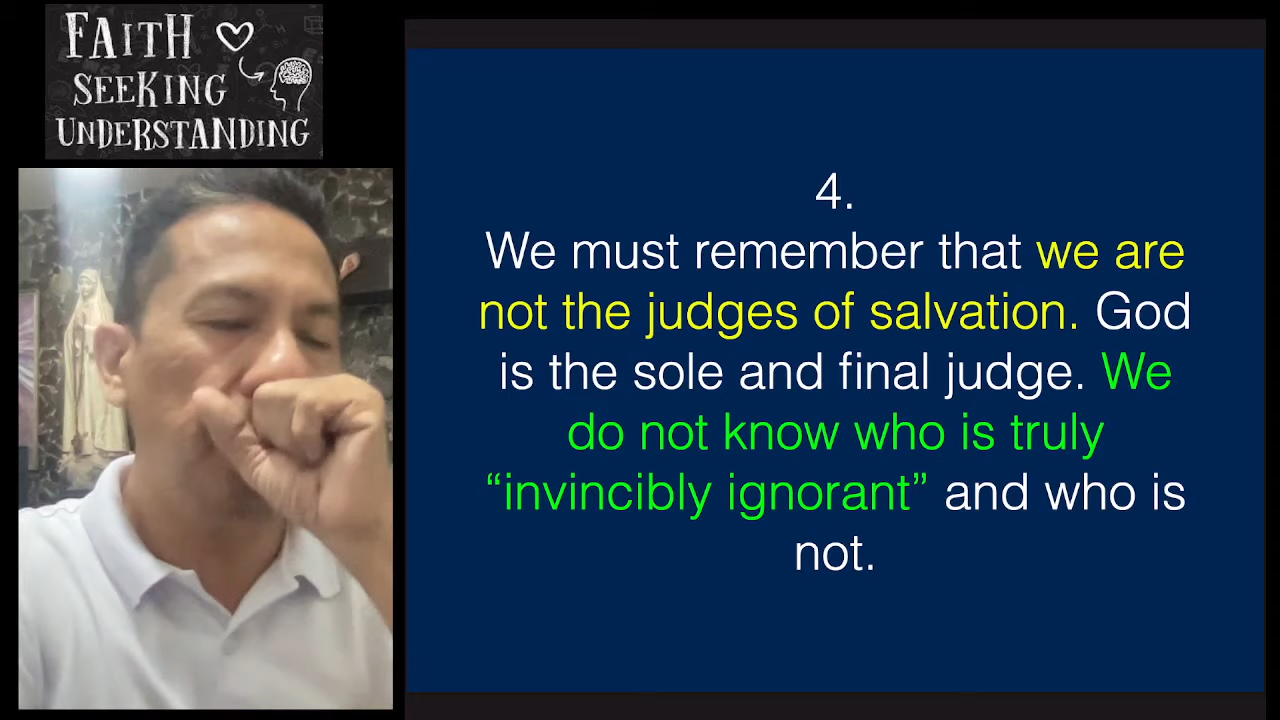 FAITH
SEEKING
UNDERSTANDING
4.
We must remember that we are
not the judges of salvation. God
is the sole and final judge. We
do not know who is truly
“invincibly ignorant” and who is
not.